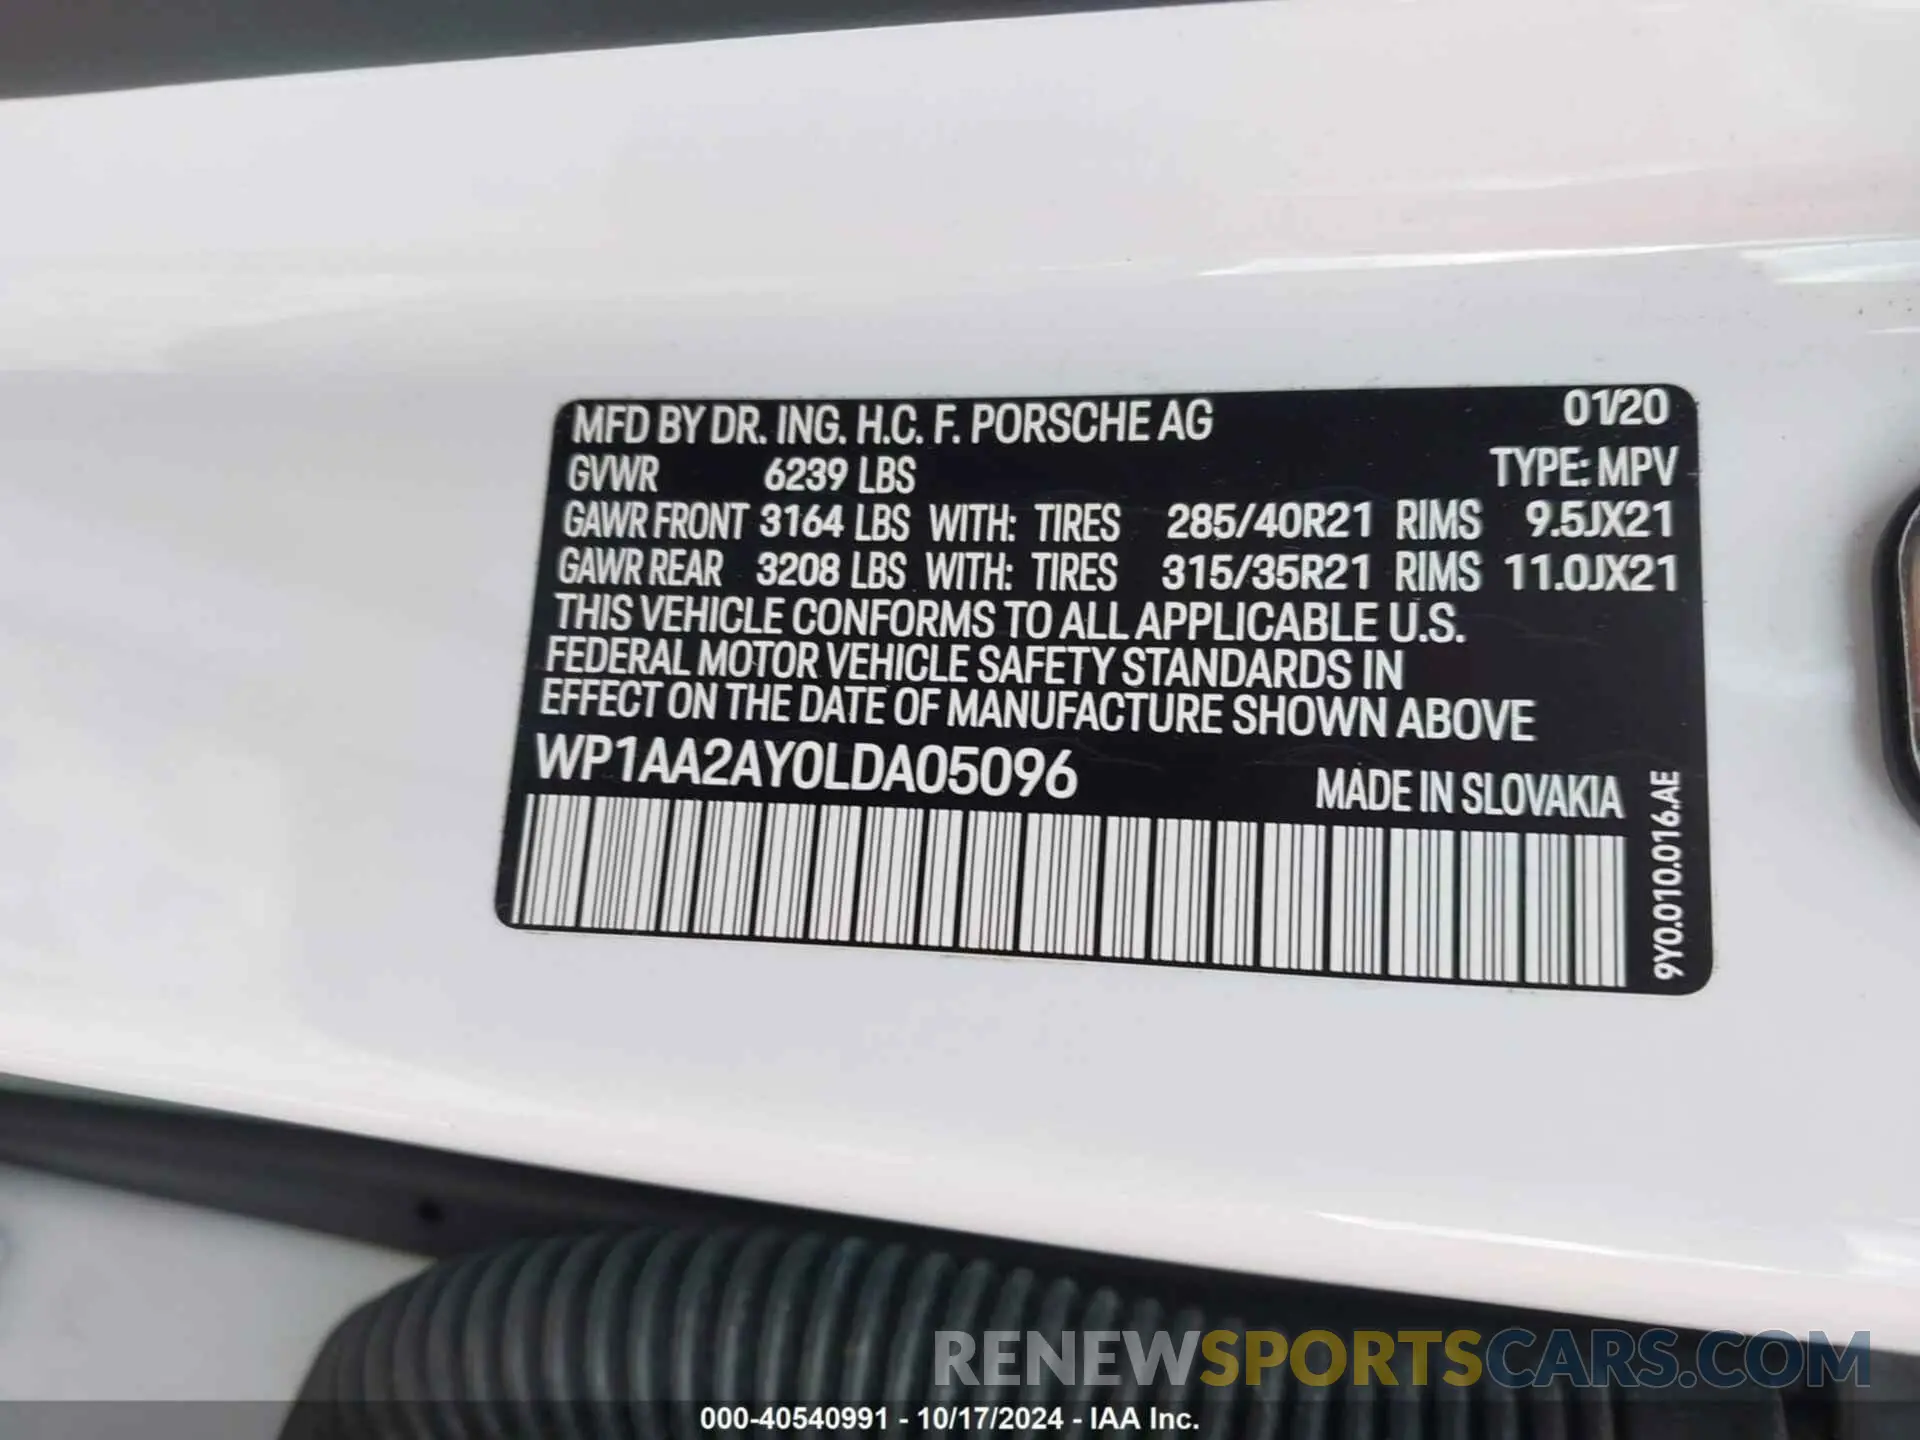 MFD BY DR. ING. H.C. F. PORSCHE AG 01/20
GVWR 6239 LBS TYPE: MPV
GAWR FRONT 3164 LBS WITH: TIRES 285/40R21 RIMS 9.5JX21
GAWR REAR 3208 LBS WITH: TIRES 315/35R21 RIMS 11.0JX21
THIS VEHICLE CONFORMS TO ALL APPLICABLE U.S.
FEDERAL MOTOR VEHICLE SAFETY STANDARDS IN
EFFECT ON THE DATE OF MANUFACTURE SHOWN ABOVE
WP1AA2AY0LDA05096 MADE IN SLOVAKIA
9Y0.010.016.AE
RENEWSPORTSCARS.COM
000-40540991 - 10/17/2024 - IAA Inc.